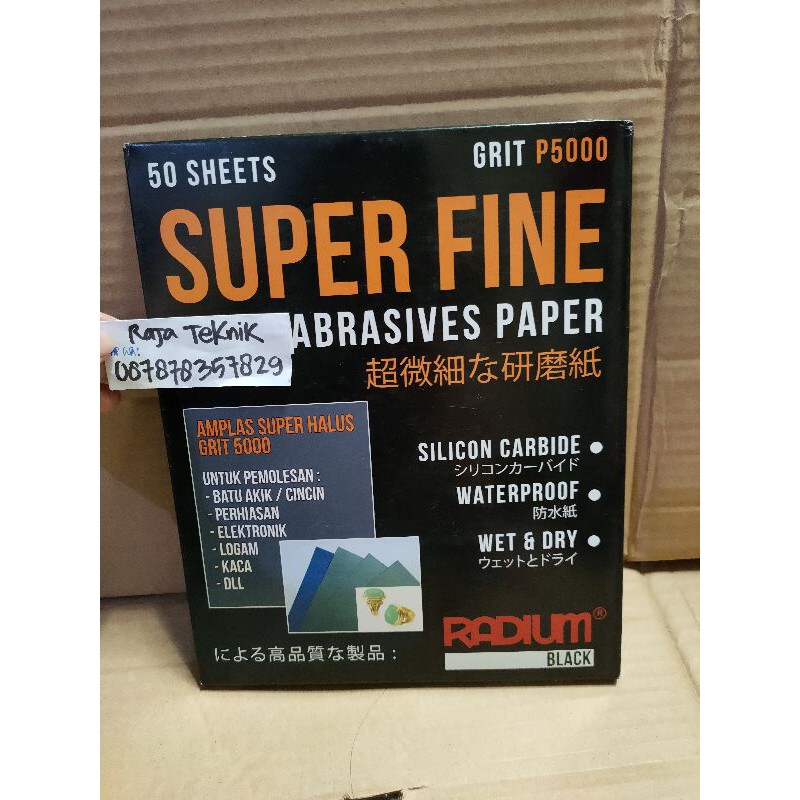 50 SHEETS
GRIT P5000
SUPER FINE
ABRASIVES PAPER
超微細な研磨紙
Raja Teknik
087878357829
AMPLAS SUPER HALUS
GRIT 5000
UNTUK PEMOLESAN :
- BATU AKIK / CINCIN
- PERHIASAN
- ELEKTRONIK
- LOGAM
- KACA
- DLL
SILICON CARBIDE ●
シリコンカーバイド
WATERPROOF ●
防水紙
WET & DRY ●
ウェットとドライ
RADIUM®
BLACK
による高品質な製品 :